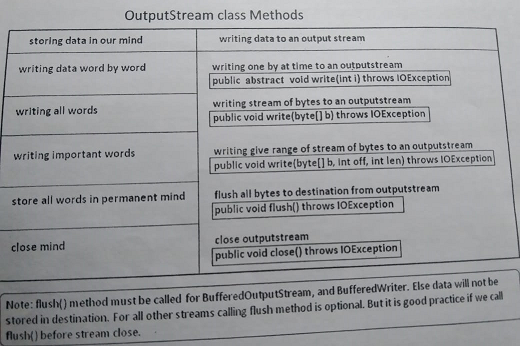 OutputStream class Methods
storing data in our mind
writing data to an output stream
writing data word by word
writing one by at time to an outputstream
public abstract void write(int i) throws IOException
writing all words
writing stream of bytes to an outputstream
public void write(byte[] b) throws IOException
writing important words
writing give range of stream of bytes to an outputstream
public void write(byte[] b, int off, int len) throws IOException
store all words in permanent mind
flush all bytes to destination from outputstream
public void flush() throws IOException
close mind
close outputstream
public void close() throws IOException
Note: flush() method must be called for BufferedOutputStream, and BufferedWriter. Else data will not be
stored in destination. For all other streams calling flush method is optional. But it is good practice if we call
flush() before stream close.